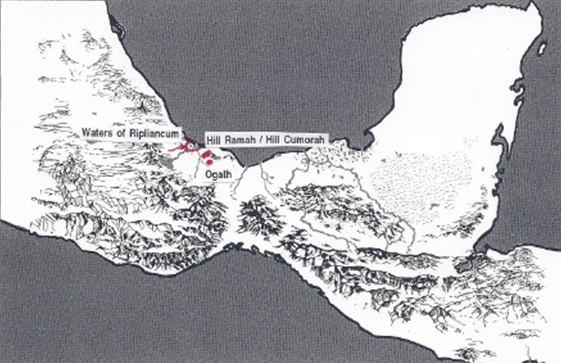 Waters of Ripliancum
Hill Ramah / Hill Cumorah
Ogath